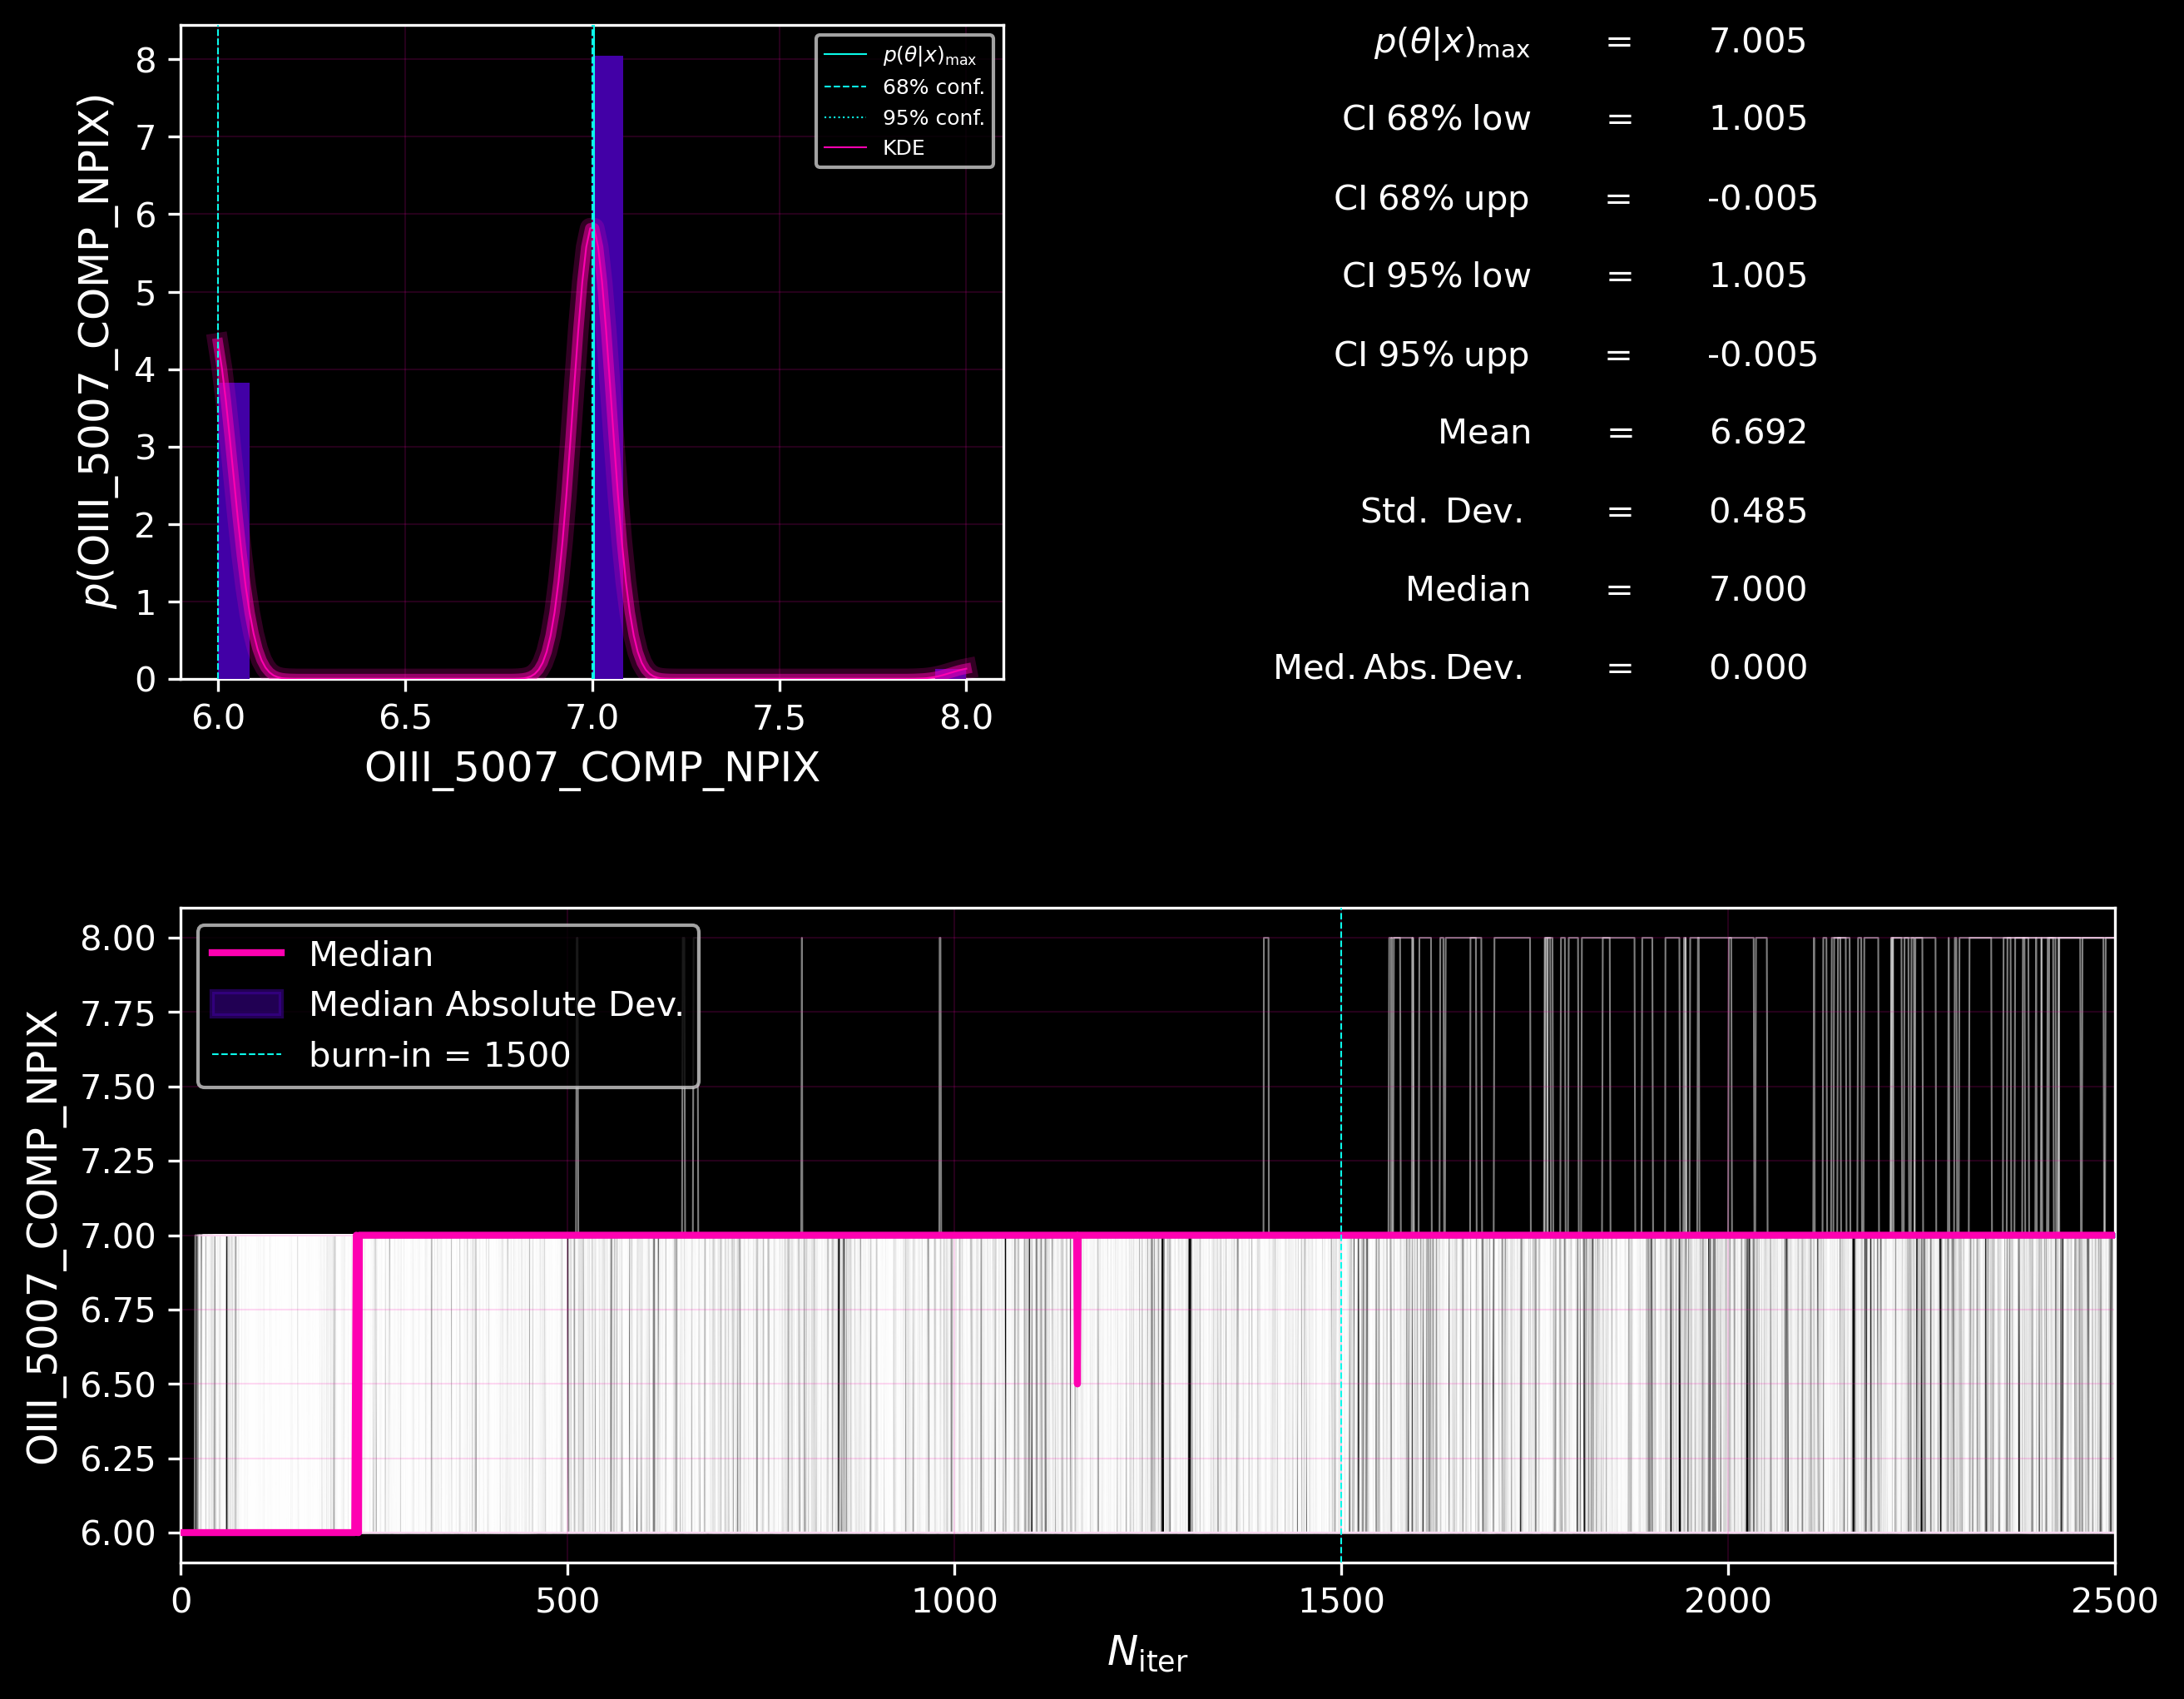 8
7
6
5
4
3
2
1
0
p(OIII_5007_COMP_NPIX)
6.0 6.5 7.0 7.5 8.0
OIII_5007_COMP_NPIX
p(θ|x)max
68% conf.
95% conf.
KDE
p(θ|x)max = 7.005
CI 68% low = 1.005
CI 68% upp = -0.005
CI 95% low = 1.005
CI 95% upp = -0.005
Mean = 6.692
Std. Dev. = 0.485
Median = 7.000
Med. Abs. Dev. = 0.000
8.00
7.75
7.50
7.25
7.00
6.75
6.50
6.25
6.00
OIII_5007_COMP_NPIX
Median
Median Absolute Dev.
burn-in = 1500
0 500 1000 1500 2000 2500
Niter